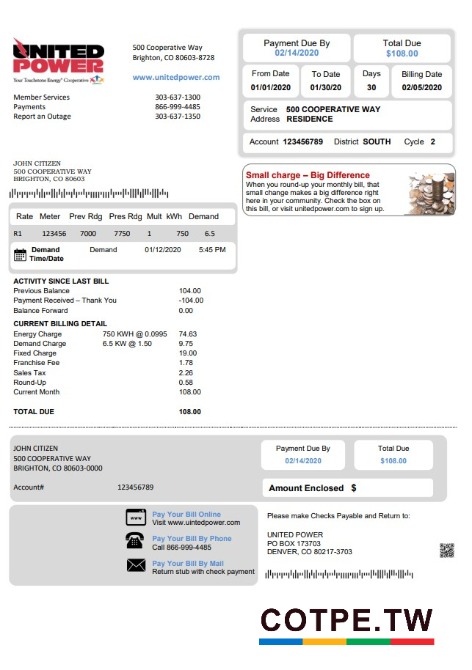 UNITED
POWER
Your Touchstone Energy® Cooperative
500 Cooperative Way
Brighton, CO 80603-8728
www.unitedpower.com
Member Services 303-637-1300
Payments 866-999-4485
Report an Outage 303-637-1350
Payment Due By Total Due
02/14/2020 $108.00
From Date To Date Days Billing Date
01/01/2020 01/30/20 30 02/05/2020
Service 500 COOPERATIVE WAY
Address RESIDENCE
Account 123456789 District SOUTH Cycle 2
JOHN CITIZEN
500 COOPERATIVE WAY
BRIGHTON, CO 80603
Small charge – Big Difference
When you round-up your monthly bill, that
small change makes a big difference right
here in your community. Check the box on
this bill, or visit unitedpower.com to sign up.
Rate Meter Prev Rdg Pres Rdg Mult kWh Demand
R1 123456 7000 7750 1 750 6.5
Demand Demand 01/12/2020 5:45 PM
Time/Date
ACTIVITY SINCE LAST BILL
Previous Balance 104.00
Payment Received – Thank You -104.00
Balance Forward 0.00
CURRENT BILLING DETAIL
Energy Charge 750 KWH @ 0.0995 74.63
Demand Charge 6.5 KW @ 1.50 9.75
Fixed Charge 19.00
Franchise Fee 1.78
Sales Tax 2.26
Round-Up 0.58
Current Month 108.00
TOTAL DUE 108.00
JOHN CITIZEN
500 COOPERATIVE WAY
BRIGHTON, CO 80603-0000
Account# 123456789
Payment Due By Total Due
02/14/2020 $108.00
Amount Enclosed $
Pay Your Bill Online
Visit www.uintedpower.com
Pay Your Bill By Phone
Call 866-999-4485
Pay Your Bill By Mail
Return stub with check payment
Please make Checks Payable and Return to:
UNITED POWER
PO BOX 173703
DENVER, CO 80217-3703
COTPE.TW